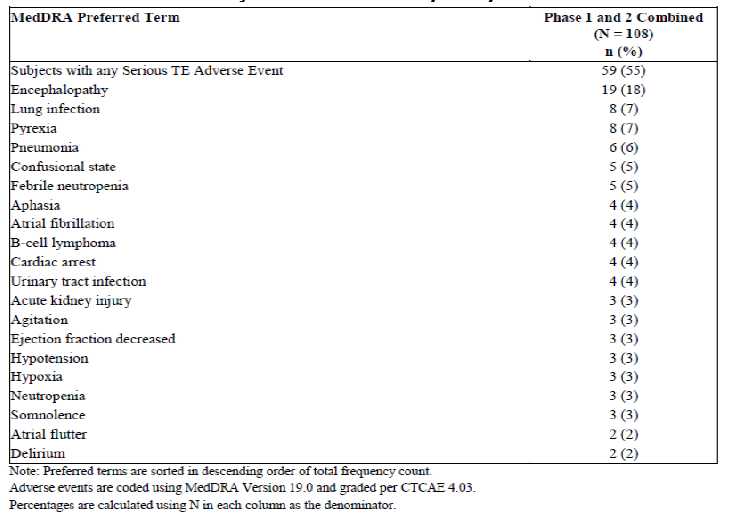 MedDRA Preferred Term Phase 1 and 2 Combined
(N = 108)
n (%)
Subjects with any Serious TE Adverse Event 59 (55)
Encephalopathy 19 (18)
Lung infection 8 (7)
Pyrexia 8 (7)
Pneumonia 6 (6)
Confusional state 5 (5)
Febrile neutropenia 5 (5)
Aphasia 4 (4)
Atrial fibrillation 4 (4)
B-cell lymphoma 4 (4)
Cardiac arrest 4 (4)
Urinary tract infection 4 (4)
Acute kidney injury 3 (3)
Agitation 3 (3)
Ejection fraction decreased 3 (3)
Hypotension 3 (3)
Hypoxia 3 (3)
Neutropenia 3 (3)
Somnolence 3 (3)
Atrial flutter 2 (2)
Delirium 2 (2)
Note: Preferred terms are sorted in descending order of total frequency count.
Adverse events are coded using MedDRA Version 19.0 and graded per CTCAE 4.03.
Percentages are calculated using N in each column as the denominator.